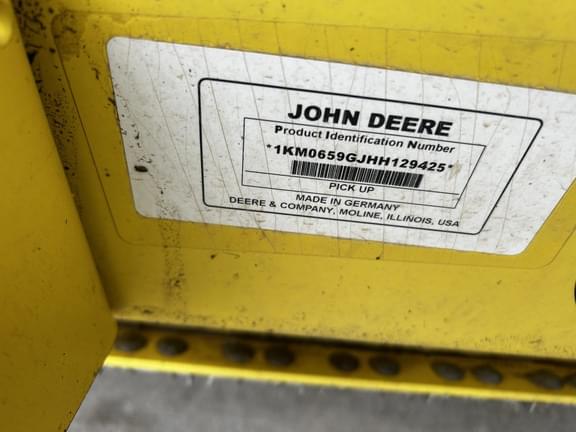 JOHN DEERE
Product Identification Number
*1KM0659GJHH129425*
PICK UP
MADE IN GERMANY
DEERE & COMPANY, MOLINE, ILLINOIS, USA